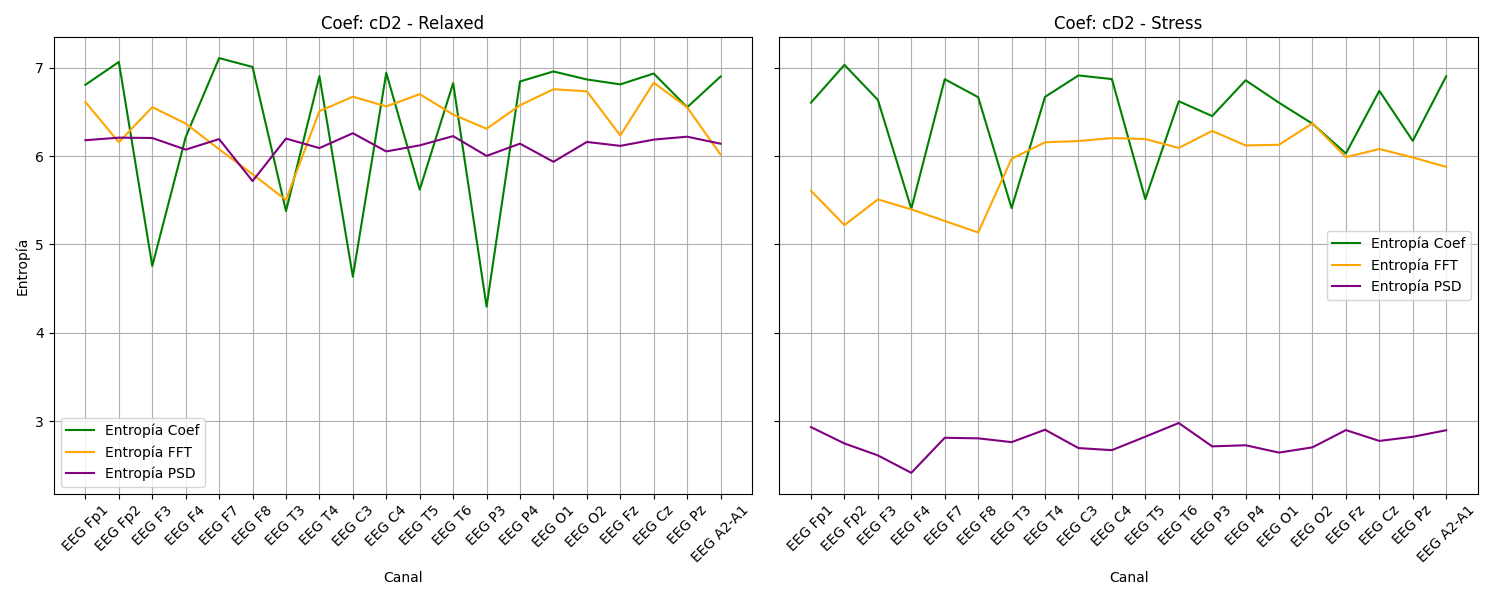 Coef: cD2 - Relaxed
Entropía
7
6
5
4
3
Entropía Coef
Entropía FFT
Entropía PSD
EEG Fp1
EEG Fp2
EEG F3
EEG F4
EEG F7
EEG F8
EEG T3
EEG T4
EEG C3
EEG C4
EEG T5
EEG T6
EEG P3
EEG P4
EEG O1
EEG O2
EEG Fz
EEG Cz
EEG Pz
EEG A2-A1
Canal
Coef: cD2 - Stress
Entropía Coef
Entropía FFT
Entropía PSD
EEG Fp1
EEG Fp2
EEG F3
EEG F4
EEG F7
EEG F8
EEG T3
EEG T4
EEG C3
EEG C4
EEG T5
EEG T6
EEG P3
EEG P4
EEG O1
EEG O2
EEG Fz
EEG Cz
EEG Pz
EEG A2-A1
Canal